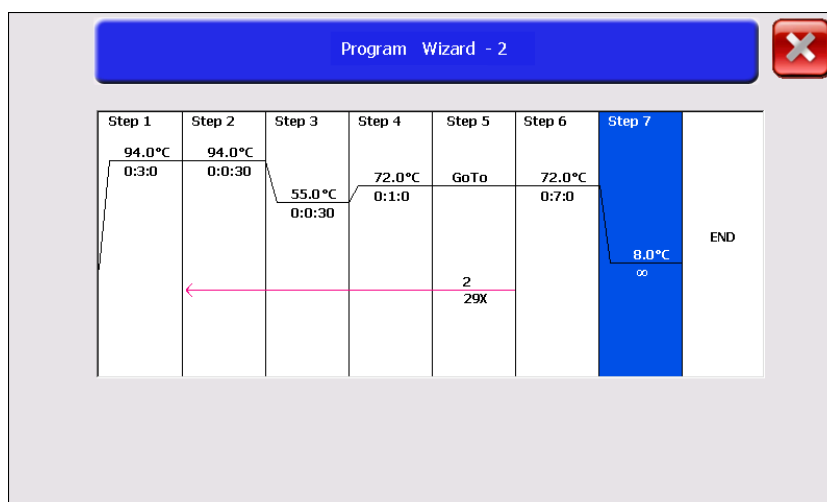 Program Wizard - 2
Step 1 Step 2 Step 3 Step 4 Step 5 Step 6 Step 7
94.0°C 94.0°C
0:3:0 0:0:30
72.0°C GoTo 72.0°C
55.0°C 0:1:0 0:7:0
0:0:30
END
8.0°C
∞
2
29X